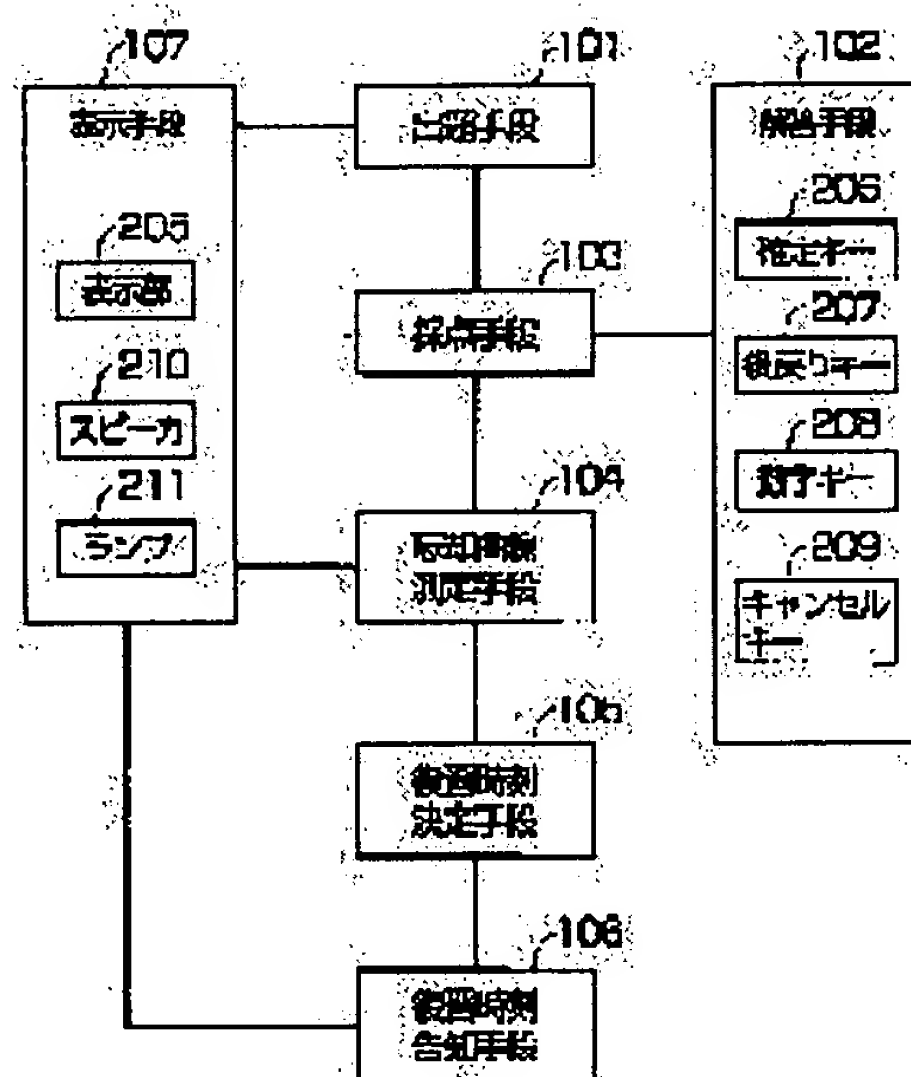 107
表示手段
205
表示部
210
スピーカ
211
ランプ
101
出題手段
103
採点手段
104
忘却曲線
測定手段
105
復習時刻
決定手段
106
復習時刻
告知手段
102
解答手段
206
確定キー
207
後戻りキー
208
数字キー
209
キャンセル
キー